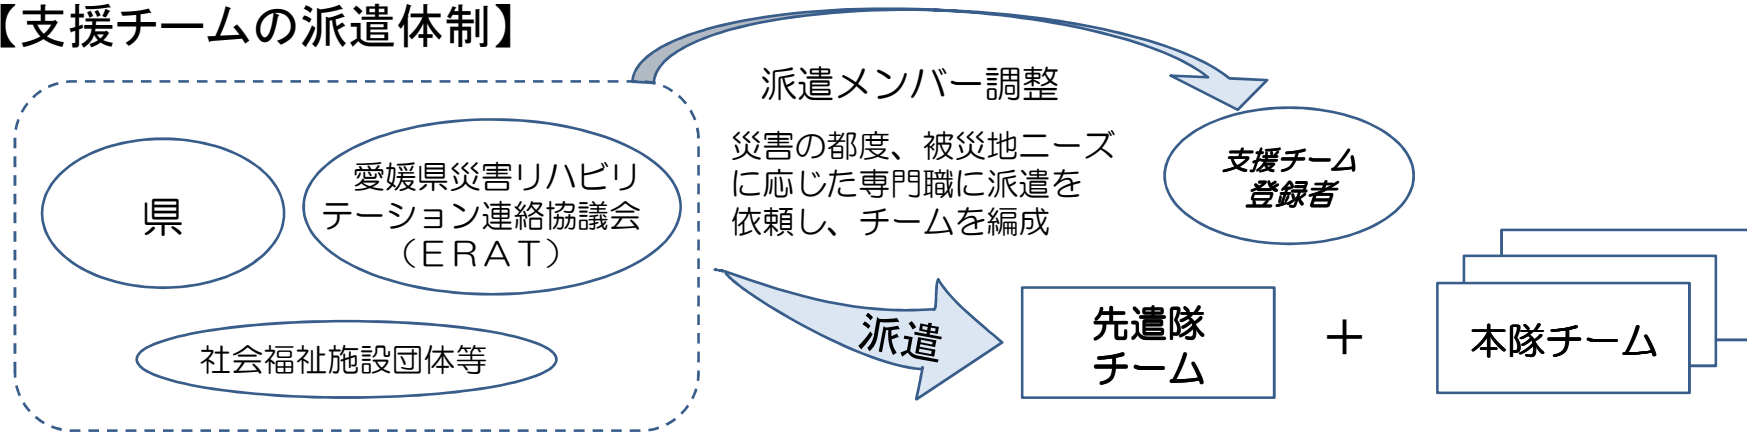 【支援チームの派遣体制】
県
愛媛県災害リハビリ
テーション連絡協議会
（ＥＲＡＴ）
社会福祉施設団体等
派遣メンバー調整
災害の都度、被災地ニーズ
に応じた専門職に派遣を
依頼し、チームを編成
支援チーム
登録者
派遣
先遣隊
チーム
＋
本隊チーム